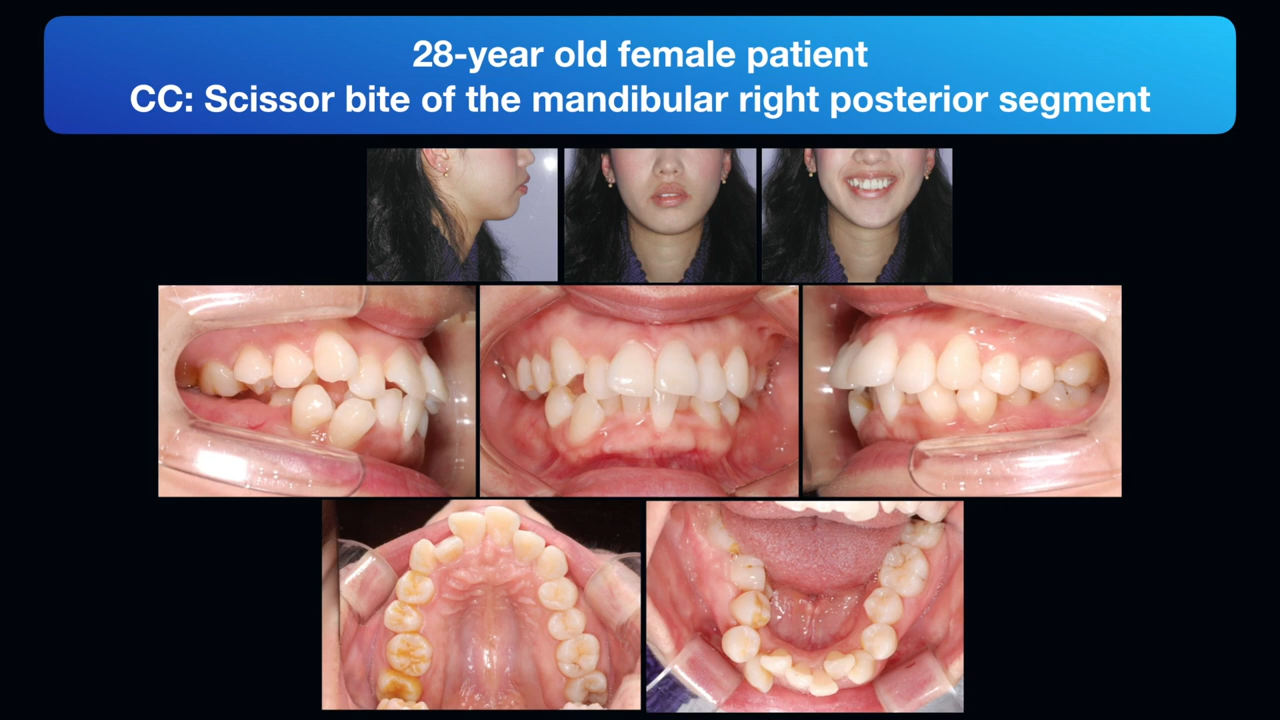 28-year old female patient
CC: Scissor bite of the mandibular right posterior segment